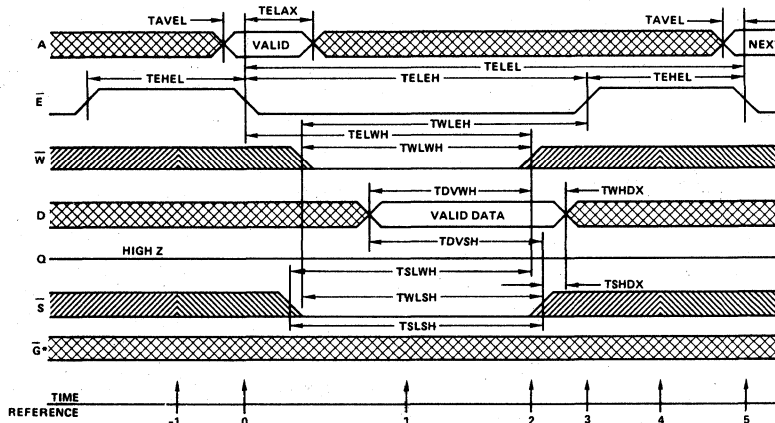 TAVEL TELAX TAVEL
A VALID NEXT
TELEL
TEHEL TELEH TEHEL
E
TWLEH
TELWH
TWLWH
W
TDVWH TWHDX
D VALID DATA
TDVSH
HIGH Z
Q
TSLWH TSHDX
TWLSH
S
TSLSH
G*
TIME
REFERENCE
-1 0 1 2 3 4 5